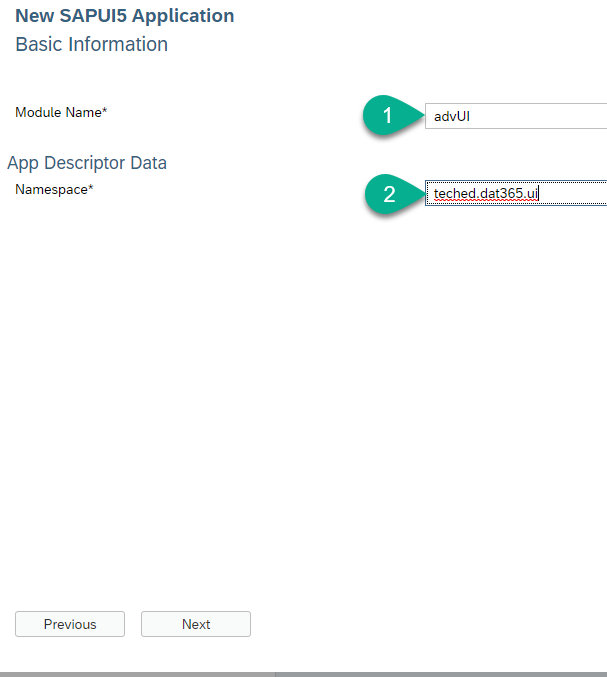 New SAPUI5 Application
Basic Information
Module Name*
1
advUI
App Descriptor Data
Namespace*
2
teched.dat365.ui
Previous
Next